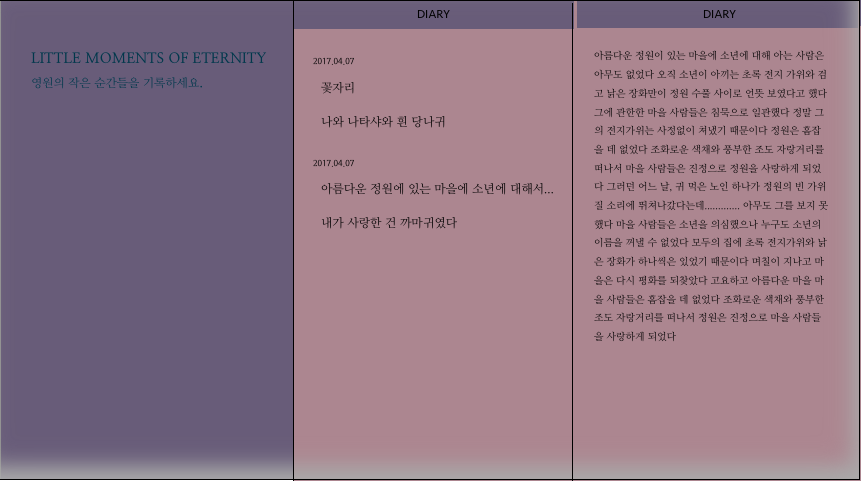 LITTLE MOMENTS OF ETERNITY
영원의 작은 순간들을 기록하세요.
DIARY
2017.04.07
꽃자리
나와 나타샤와 흰 당나귀
2017.04.07
아름다운 정원에 있는 마을에 소년에 대해서...
내가 사랑한 건 까마귀였다
DIARY
아름다운 정원이 있는 마을에 소년에 대해 아는 사람은
아무도 없었다 오직 소년이 아끼는 초록 전지 가위와 검
고 낡은 장화만이 정원 수풀 사이로 언뜻 보였다고 했다
그에 관한한 마을 사람들은 침묵으로 일관했다 정말 그
의 전지가위는 사정없이 쳐냈기 때문이다 정원은 흠잡
을 데 없었다 조화로운 색채와 풍부한 조도 자랑거리를
떠나서 마을 사람들은 진정으로 정원을 사랑하게 되었
다 그러던 어느 날, 귀 먹은 노인 하나가 정원의 빈 가위
질 소리에 뛰쳐나갔다는데............. 아무도 그를 보지 못
했다 마을 사람들은 소년을 의심했으나 누구도 소년의
이름을 꺼낼 수 없었다 모두의 집에 초록 전지가위와 낡
은 장화가 하나씩은 있었기 때문이다 며칠이 지나고 마
을은 다시 평화를 되찾았다 고요하고 아름다운 마을 마
을 사람들은 흠잡을 데 없었다 조화로운 색채와 풍부한
조도 자랑거리를 떠나서 정원은 진정으로 마을 사람들
을 사랑하게 되었다